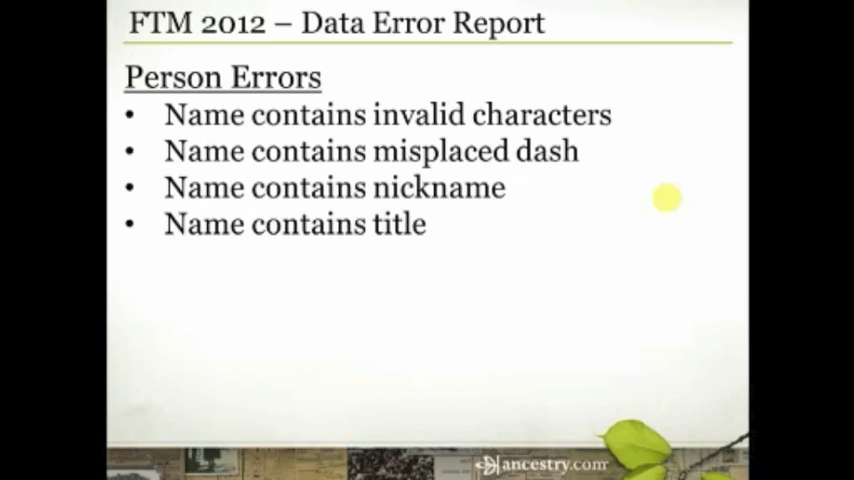 FTM 2012 – Data Error Report
Person Errors
• Name contains invalid characters
• Name contains misplaced dash
• Name contains nickname
• Name contains title
ancestry.com